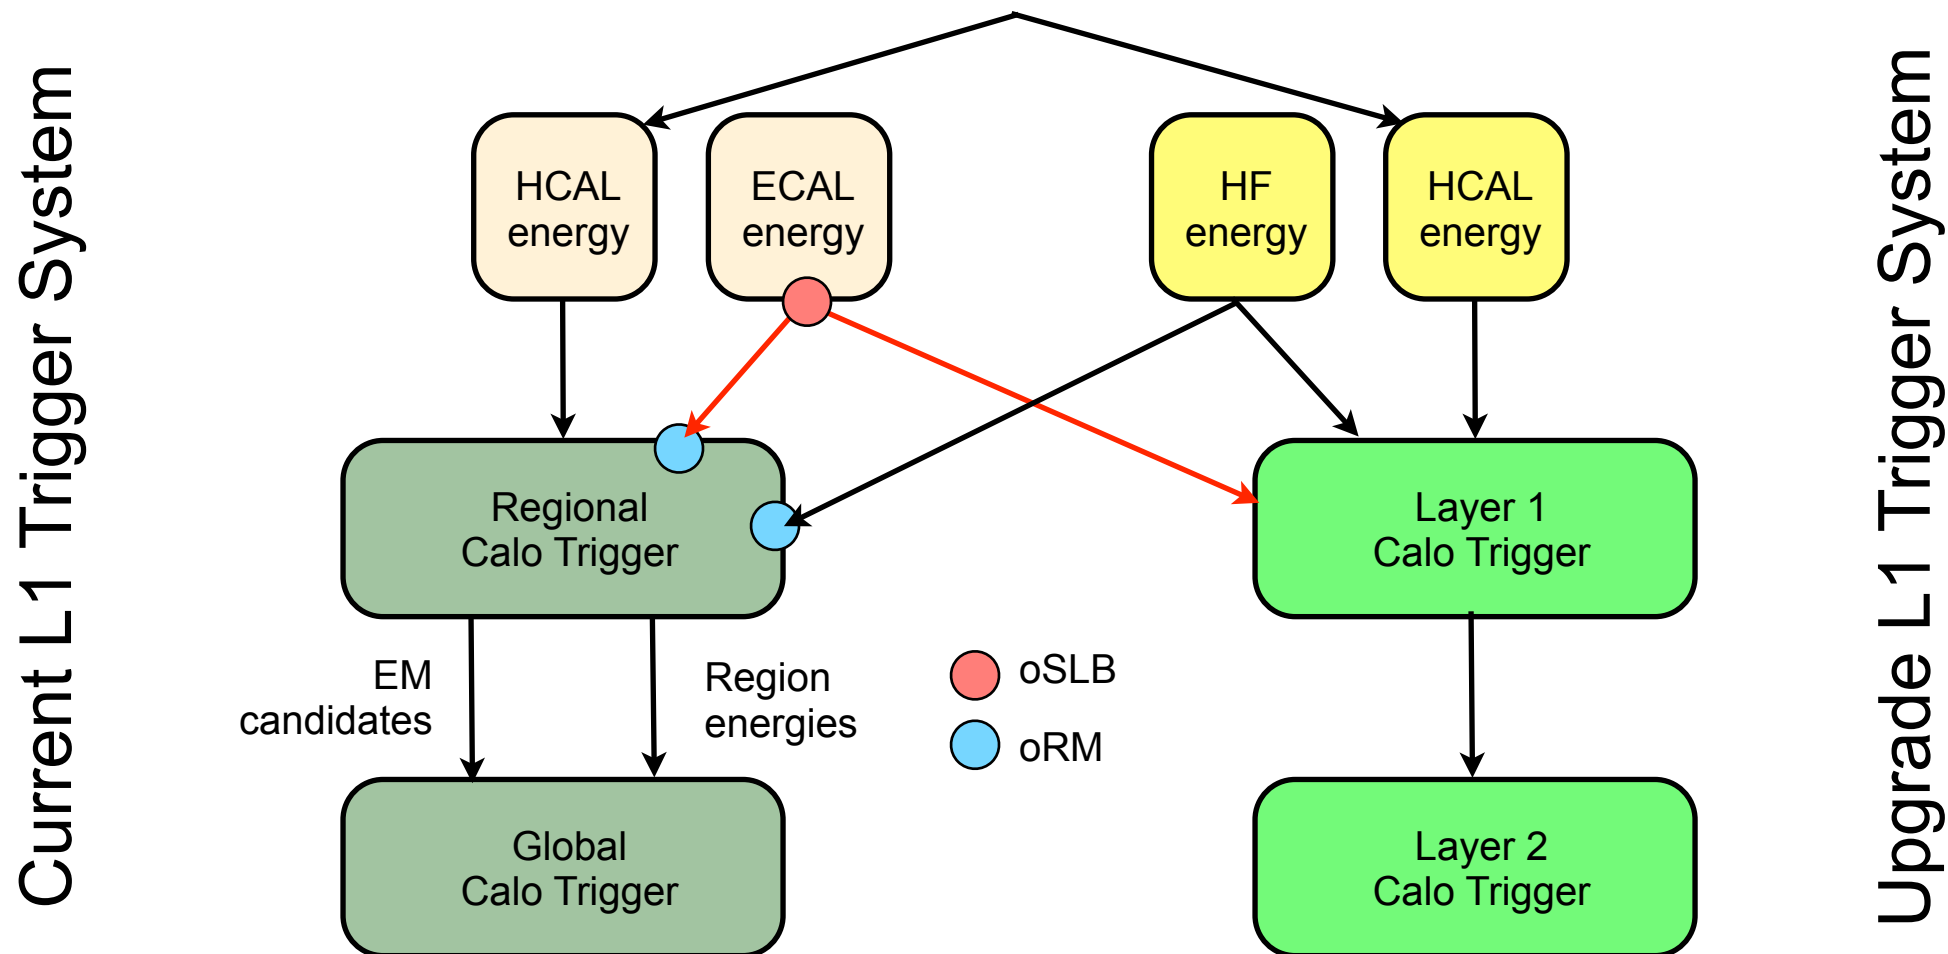 Current L1 Trigger System
HCAL
energy
ECAL
energy
HF
energy
HCAL
energy
Regional
Calo Trigger
Layer 1
Calo Trigger
EM
candidates
Region
energies
oSLB
oRM
Global
Calo Trigger
Layer 2
Calo Trigger
Upgrade L1 Trigger System